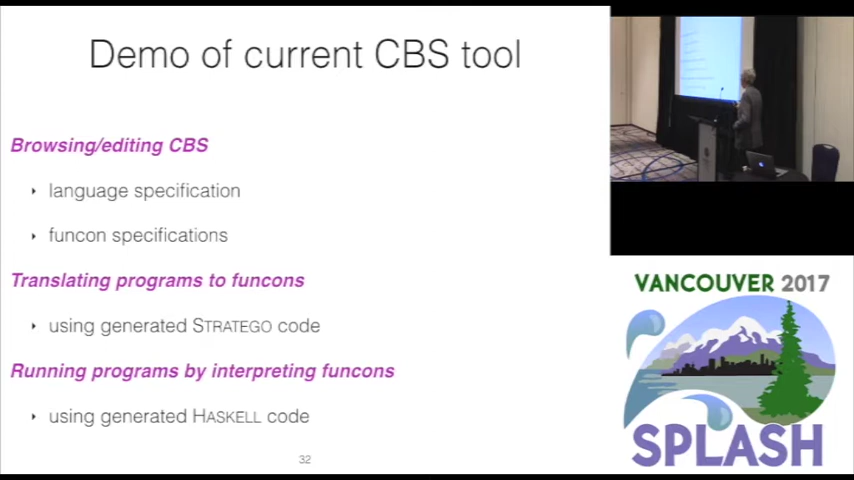 Demo of current CBS tool
Browsing/editing CBS
‣ language specification
‣ funcon specifications
Translating programs to funcons
‣ using generated STRATEGO code
Running programs by interpreting funcons
‣ using generated HASKELL code
32
VANCOUVER 2017
SPLASH